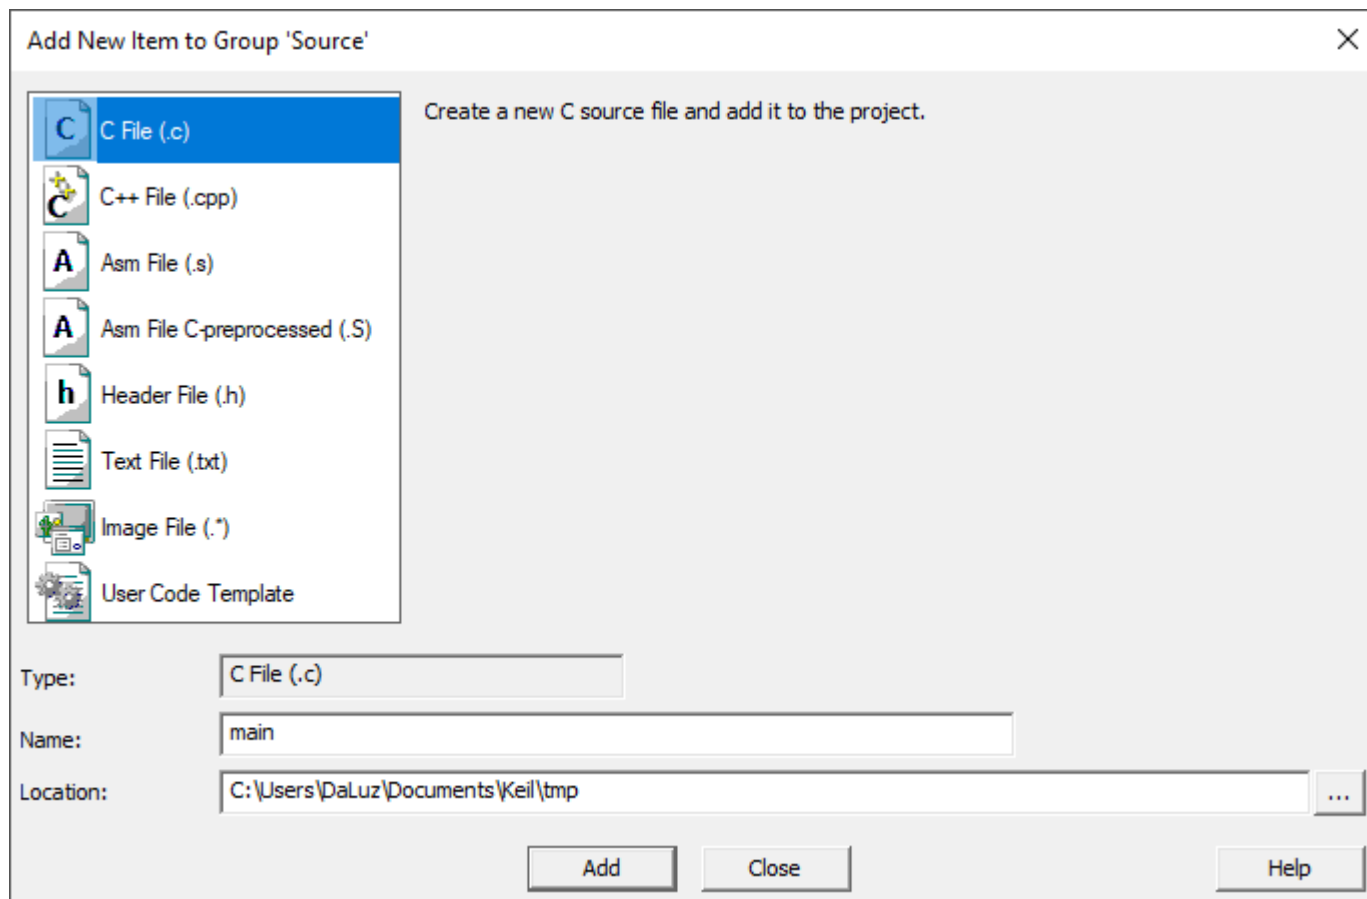 Add New Item to Group 'Source'
C
C File (.c)
Create a new C source file and add it to the project.
C
C++ File (.cpp)
A
Asm File (.s)
A
Asm File C-preprocessed (.S)
h
Header File (.h)
Text File (.txt)
Image File (.*)
User Code Template
Type:
C File (.c)
Name:
main
Location:
C:\Users\DaLuz\Documents\Keil\tmp
...
Add
Close
Help